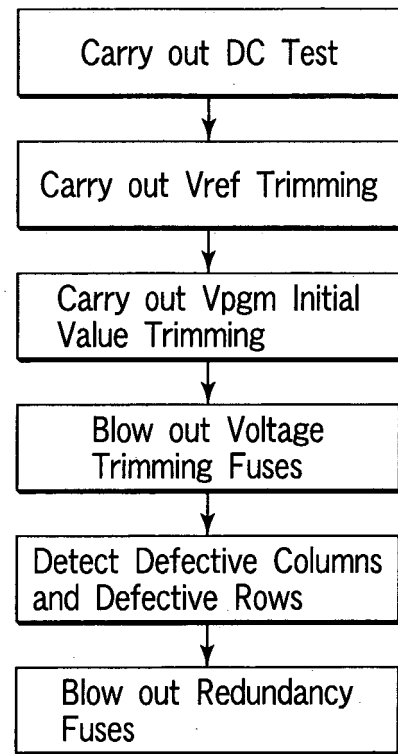 Carry out DC Test
Carry out Vref Trimming
Carry out Vpgm Initial
Value Trimming
Blow out Voltage
Trimming Fuses
Detect Defective Columns
and Defective Rows
Blow out Redundancy
Fuses